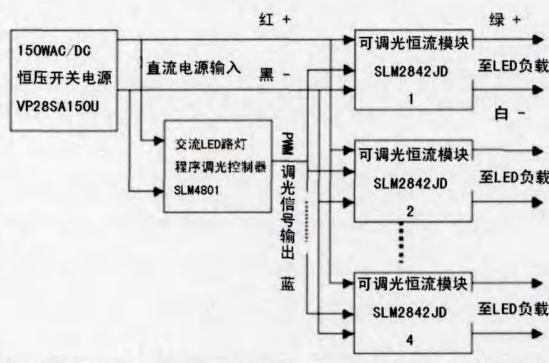 红 +
绿 +
150WAC/DC
恒压开关电源
VP28SA150U
直流电源输入
黑 -
可调光恒流模块
SLM2842JD
1
至LED负载
白 -
交流LED路灯
程序调光控制器
SLM4801
PWM调光信号输出 蓝
可调光恒流模块
SLM2842JD
2
至LED负载
可调光恒流模块
SLM2842JD
4
至LED负载